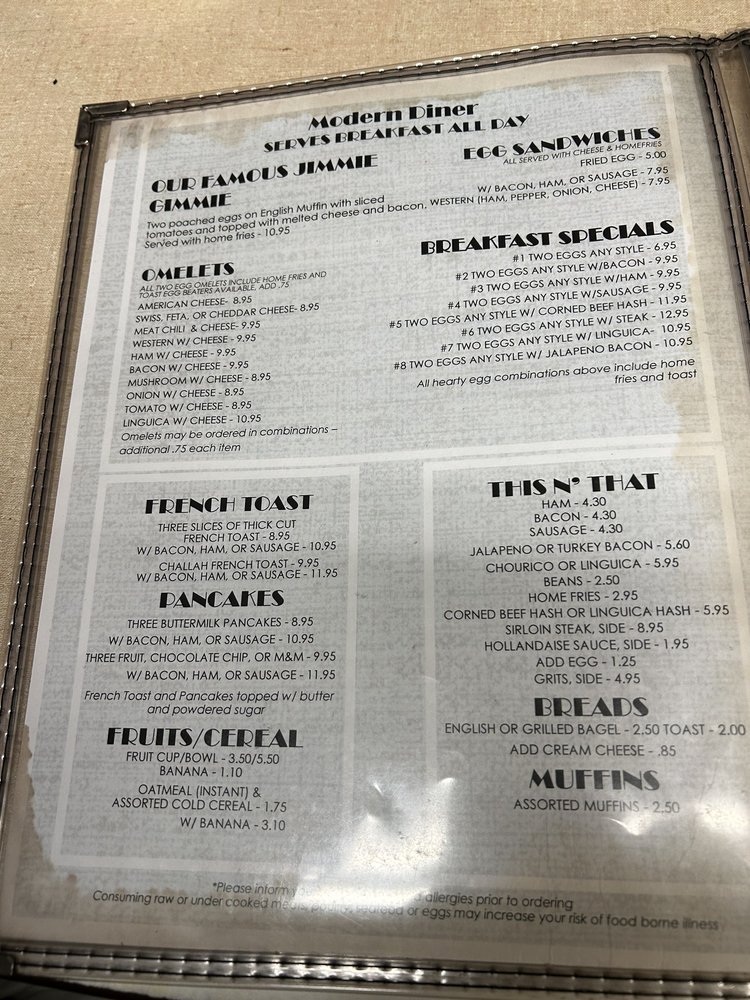 Modern Diner
SERVES BREAKFAST ALL DAY
OUR FAMOUS JIMMIE
GIMMIE
Two poached eggs on English Muffin with sliced
tomatoes and topped with melted cheese and bacon,
Served with home fries - 10.95
EGG SANDWICHES
ALL SERVED WITH CHEESE & HOMEFRIES
FRIED EGG - 5.00
W/ BACON, HAM, OR SAUSAGE - 7.95
WESTERN (HAM, PEPPER, ONION, CHEESE) - 7.95
OMELETS
ALL TWO EGG OMELETS INCLUDE HOME FRIES AND
TOAST EGG BEATERS AVAILABLE, ADD .75
AMERICAN CHEESE- 8.95
SWISS, FETA, OR CHEDDAR CHEESE- 8.95
MEAT CHILI & CHEESE- 9.95
WESTERN W/ CHEESE - 9.95
HAM W/ CHEESE - 9.95
BACON W/ CHEESE - 9.95
MUSHROOM W/ CHEESE - 8.95
ONION W/ CHEESE - 8.95
TOMATO W/ CHEESE - 8.95
LINGUICA W/ CHEESE - 10.95
Omelets may be ordered in combinations –
additional .75 each item
BREAKFAST SPECIALS
#1 TWO EGGS ANY STYLE - 6.95
#2 TWO EGGS ANY STYLE W/BACON - 9.95
#3 TWO EGGS ANY STYLE W/HAM - 9.95
#4 TWO EGGS ANY STYLE W/SAUSAGE - 9.95
#5 TWO EGGS ANY STYLE W/ CORNED BEEF HASH - 11.95
#6 TWO EGGS ANY STYLE W/ STEAK - 12.95
#7 TWO EGGS ANY STYLE W/ LINGUICA- 10.95
#8 TWO EGGS ANY STYLE W/ JALAPENO BACON - 10.95
All hearty egg combinations above include home
fries and toast
FRENCH TOAST
THREE SLICES OF THICK CUT
FRENCH TOAST - 8.95
W/ BACON, HAM, OR SAUSAGE - 10.95
CHALLAH FRENCH TOAST - 9.95
W/ BACON, HAM, OR SAUSAGE - 11.95
PANCAKES
THREE BUTTERMILK PANCAKES - 8.95
W/ BACON, HAM, OR SAUSAGE - 10.95
THREE FRUIT, CHOCOLATE CHIP, OR M&M - 9.95
W/ BACON, HAM, OR SAUSAGE - 11.95
French Toast and Pancakes topped w/ butter
and powdered sugar
FRUITS/CEREAL
FRUIT CUP/BOWL - 3.50/5.50
BANANA - 1.10
OATMEAL (INSTANT) &
ASSORTED COLD CEREAL - 1.75
W/ BANANA - 3.10
THIS N' THAT
HAM - 4.30
BACON - 4.30
SAUSAGE - 4.30
JALAPENO OR TURKEY BACON - 5.60
CHOURICO OR LINGUICA - 5.95
BEANS - 2.50
HOME FRIES - 2.95
CORNED BEEF HASH OR LINGUICA HASH - 5.95
SIRLOIN STEAK, SIDE - 8.95
HOLLANDAISE SAUCE, SIDE - 1.95
ADD EGG - 1.25
GRITS, SIDE - 4.95
BREADS
ENGLISH OR GRILLED BAGEL - 2.50 TOAST - 2.00
ADD CREAM CHEESE - .85
MUFFINS
ASSORTED MUFFINS - 2.50
*Please inform allergies prior to ordering
Consuming raw or under cooked meats, poultry, seafood or eggs may increase your risk of food borne illness